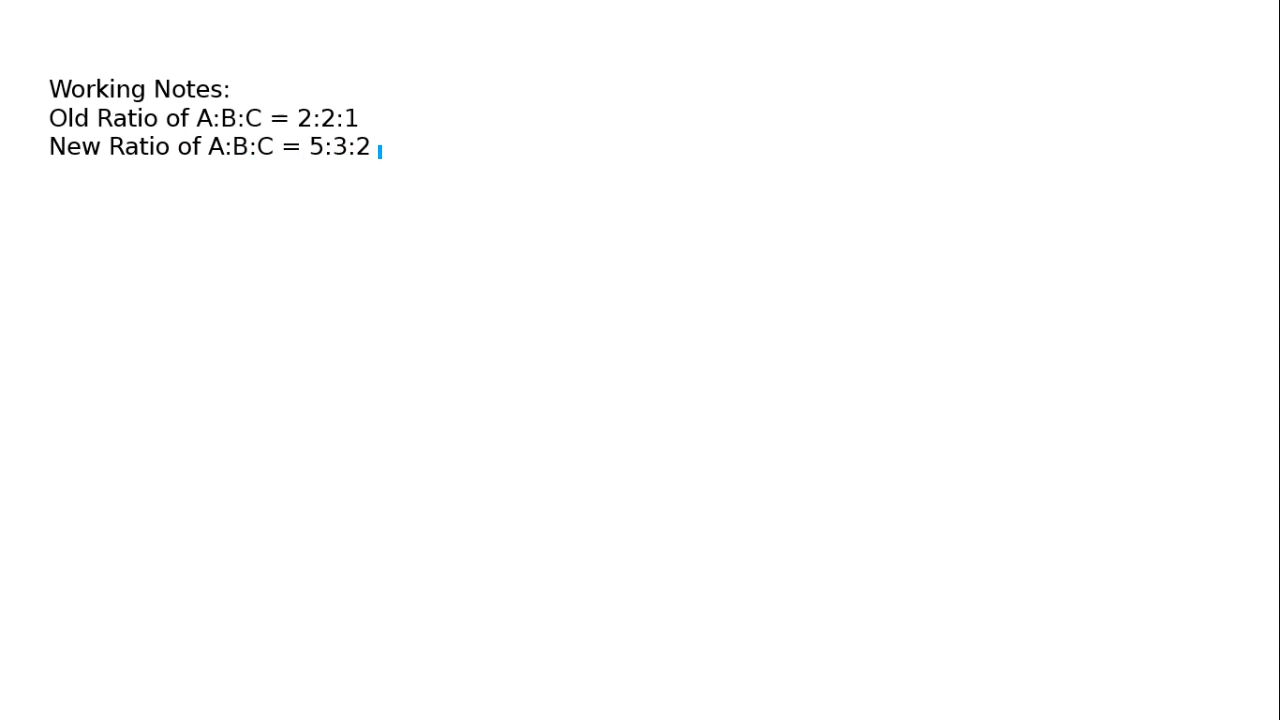 Working Notes:
Old Ratio of A:B:C = 2:2:1
New Ratio of A:B:C = 5:3:2